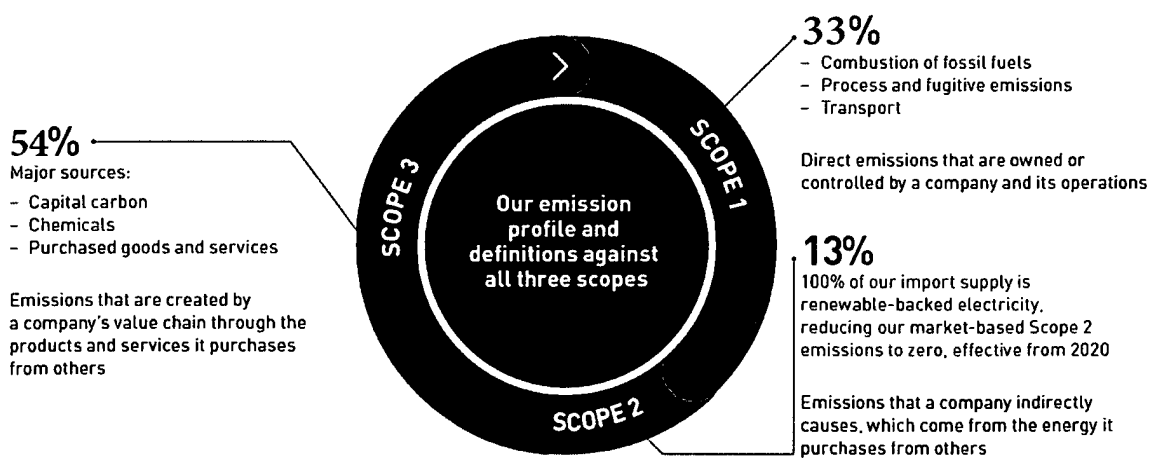 33%
– Combustion of fossil fuels
– Process and fugitive emissions
– Transport
Direct emissions that are owned or
controlled by a company and its operations
54%
Major sources:
– Capital carbon
– Chemicals
– Purchased goods and services
Emissions that are created by
a company's value chain through the
products and services it purchases
from others
SCOPE 3
SCOPE 1
SCOPE 2
Our emission
profile and
definitions against
all three scopes
13%
100% of our import supply is
renewable-backed electricity,
reducing our market-based Scope 2
emissions to zero, effective from 2020
Emissions that a company indirectly
causes, which come from the energy it
purchases from others